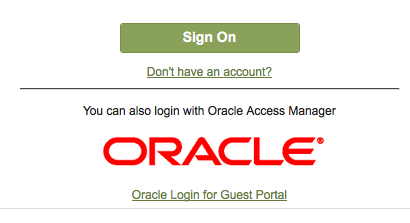 Sign On
Don't have an account?
You can also login with Oracle Access Manager
ORACLE®
Oracle Login for Guest Portal